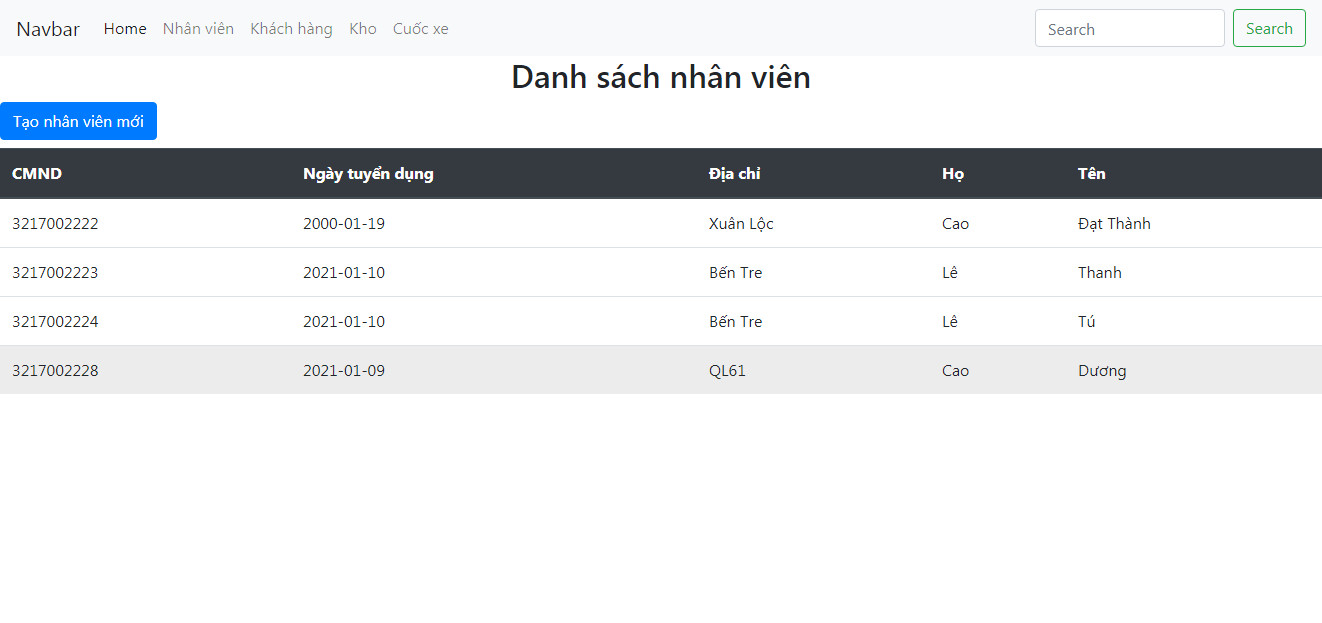 Navbar Home Nhân viên Khách hàng Kho Cuốc xe Search Search
Danh sách nhân viên
Tạo nhân viên mới
CMND Ngày tuyển dụng Địa chỉ Họ Tên
3217002222 2000-01-19 Xuân Lộc Cao Đạt Thành
3217002223 2021-01-10 Bến Tre Lê Thanh
3217002224 2021-01-10 Bến Tre Lê Tú
3217002228 2021-01-09 QL61 Cao Dương